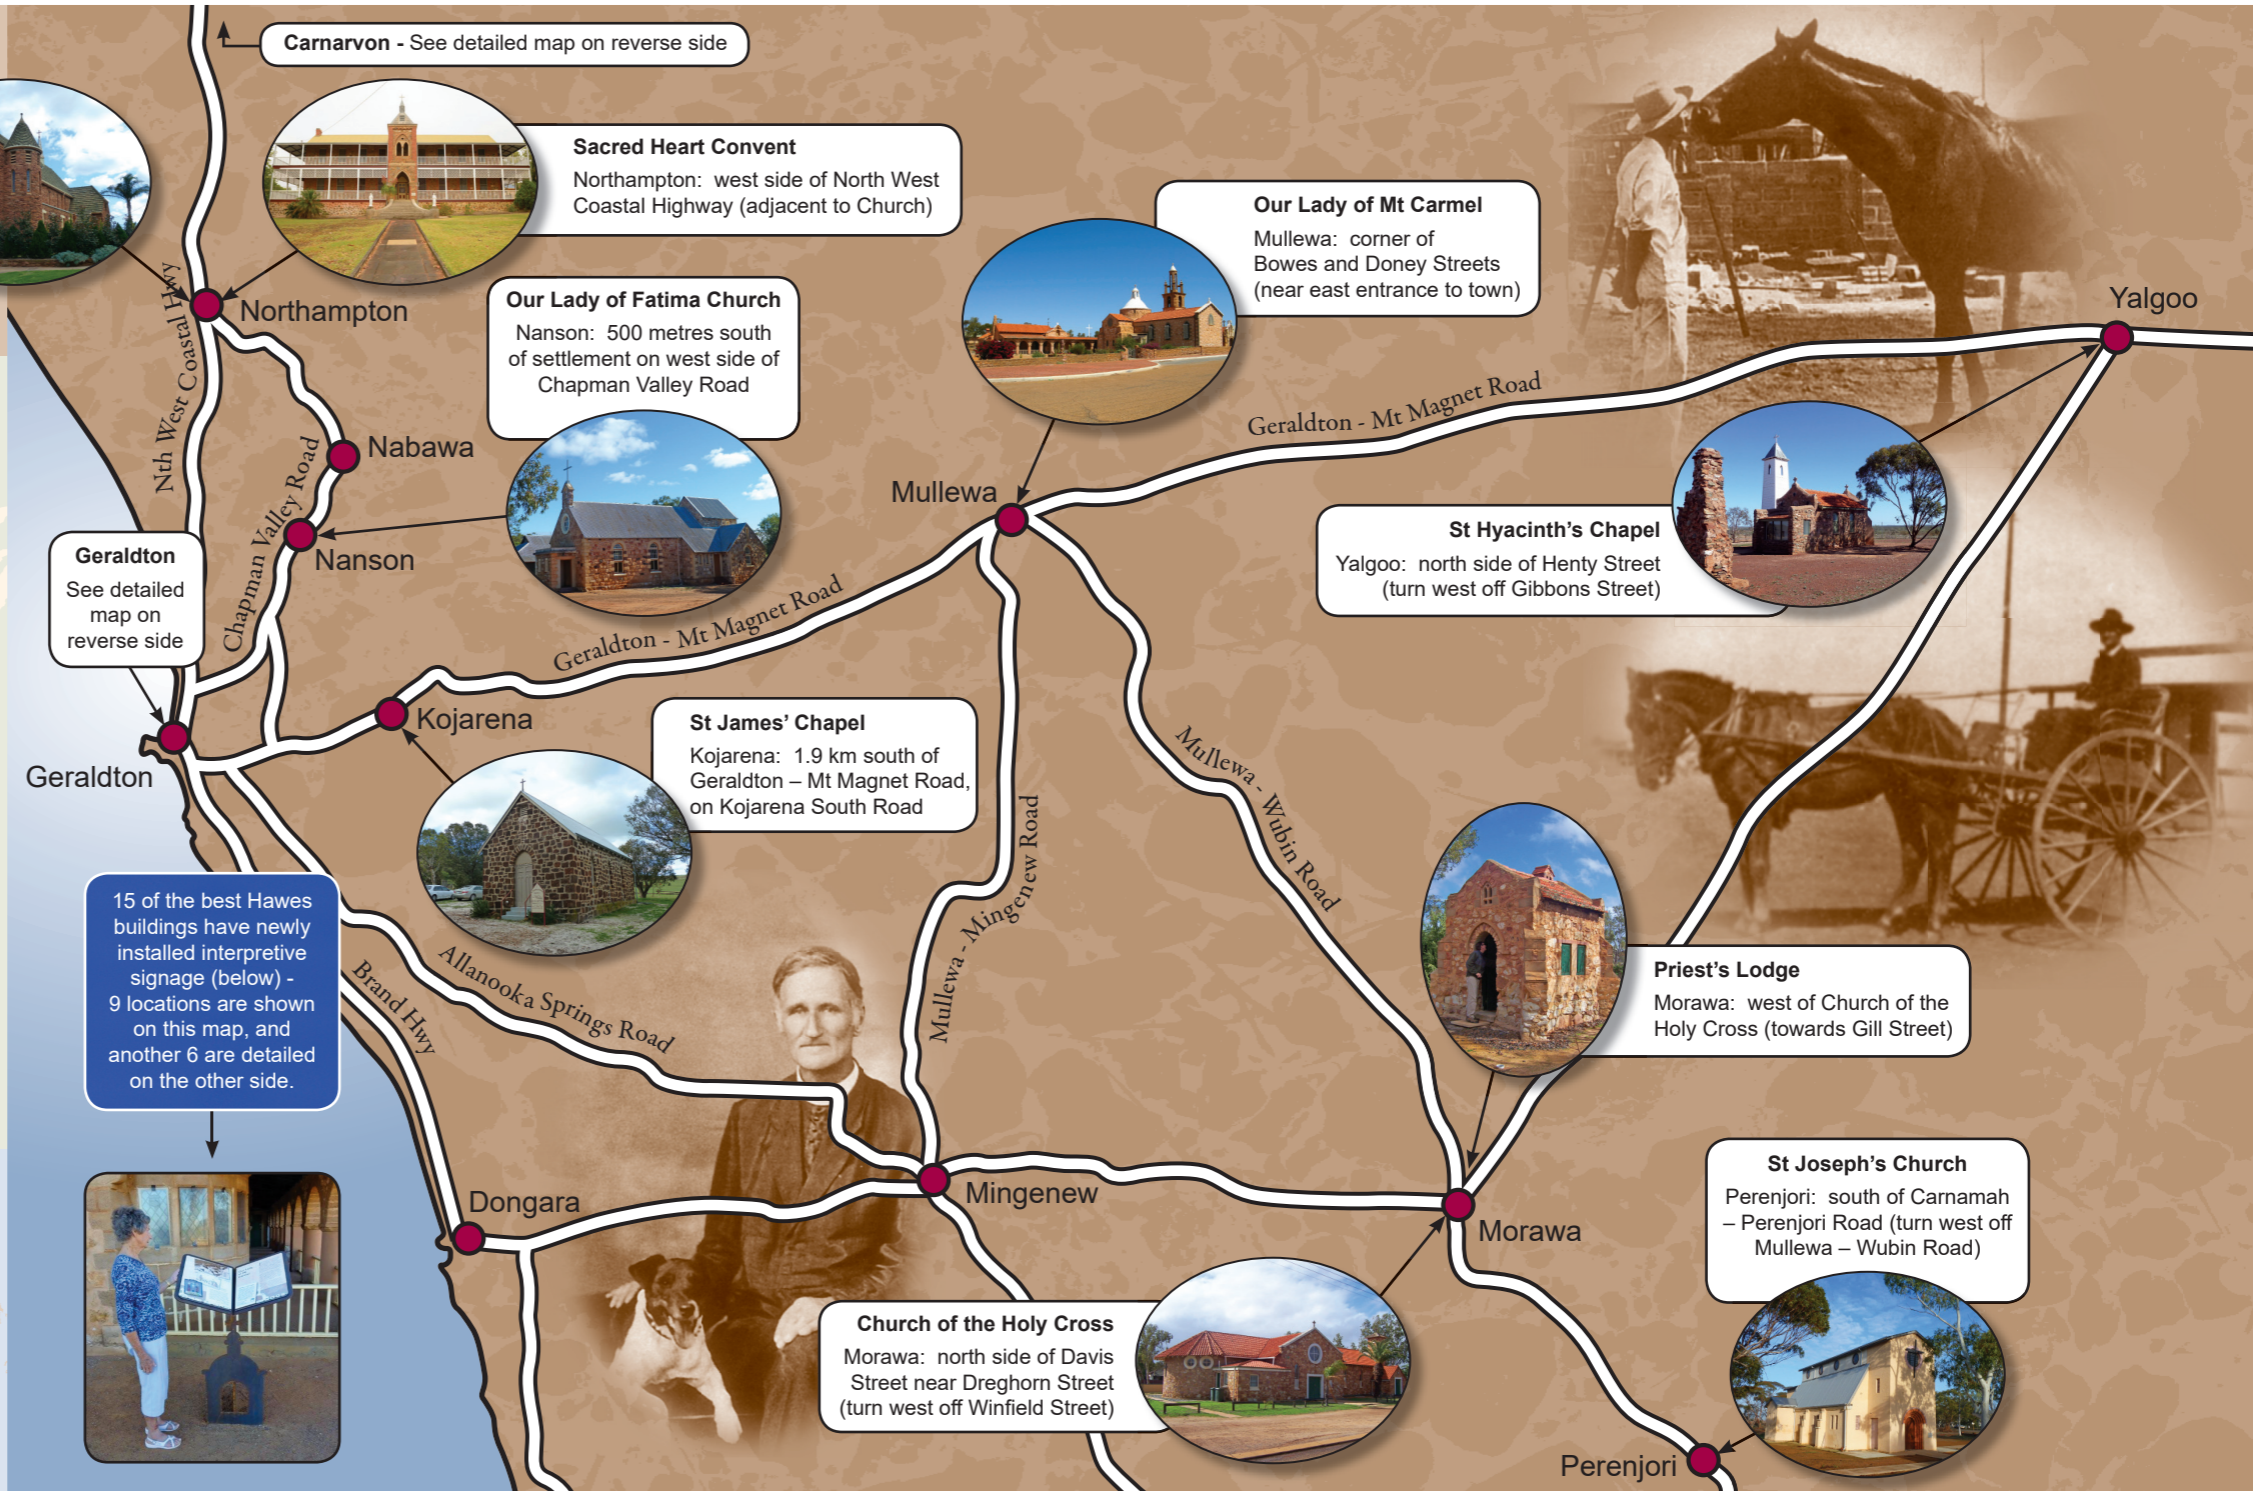 Carnarvon - See detailed map on reverse side
Sacred Heart Convent
Northampton: west side of North West
Coastal Highway (adjacent to Church)
Our Lady of Mt Carmel
Mullewa: corner of
Bowes and Doney Streets
(near east entrance to town)
Northampton
Nth West Coastal Hwy
Our Lady of Fatima Church
Nanson: 500 metres south
of settlement on west side of
Chapman Valley Road
Yalgoo
Geraldton - Mt Magnet Road
Nabawa
Mullewa
Chapman Valley Road
Nanson
St Hyacinth's Chapel
Yalgoo: north side of Henty Street
(turn west off Gibbons Street)
Geraldton
See detailed
map on
reverse side
Geraldton - Mt Magnet Road
Kojarena
Geraldton
St James' Chapel
Kojarena: 1.9 km south of
Geraldton – Mt Magnet Road,
on Kojarena South Road
Mullewa - Wubin Road
Mullewa - Mingenew Road
15 of the best Hawes
buildings have newly
installed interpretive
signage (below) -
9 locations are shown
on this map, and
another 6 are detailed
on the other side.
Allanooka Springs Road
Brand Hwy
Priest's Lodge
Morawa: west of Church of the
Holy Cross (towards Gill Street)
Dongara
Mingenew
Morawa
St Joseph's Church
Perenjori: south of Carnamah
– Perenjori Road (turn west off
Mullewa – Wubin Road)
Church of the Holy Cross
Morawa: north side of Davis
Street near Dreghorn Street
(turn west off Winfield Street)
Perenjori